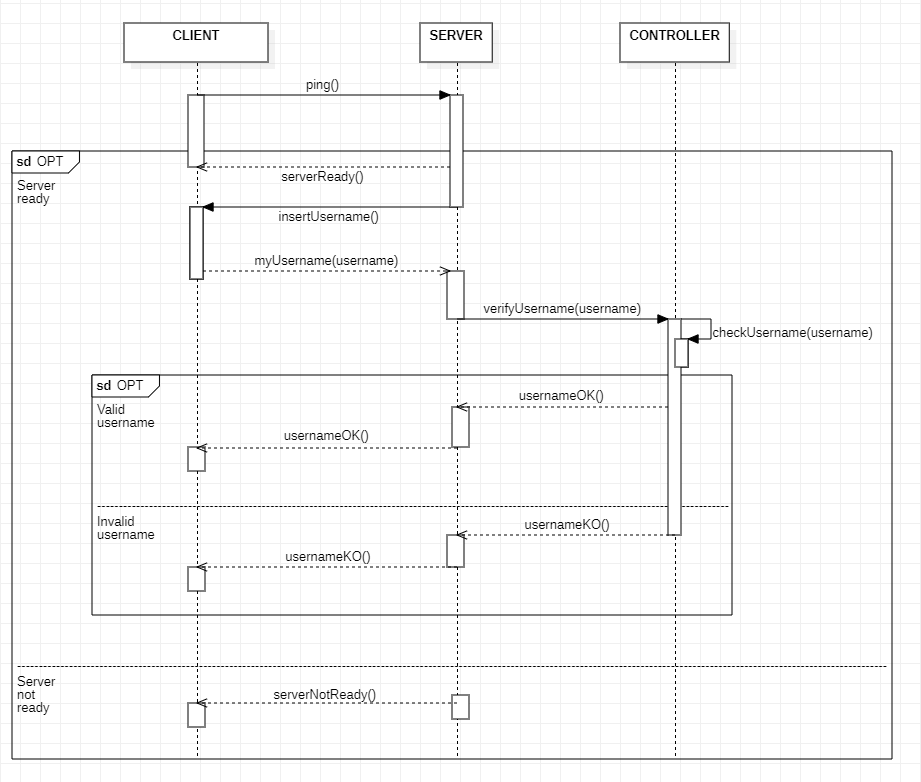 CLIENT
SERVER
CONTROLLER
ping()
sd OPT
serverReady()
Server
ready
insertUsername()
myUsername(username)
verifyUsername(username)
checkUsername(username)
sd OPT
usernameOK()
Valid
username
usernameOK()
Invalid
username
usernameKO()
usernameKO()
Server
not
ready
serverNotReady()